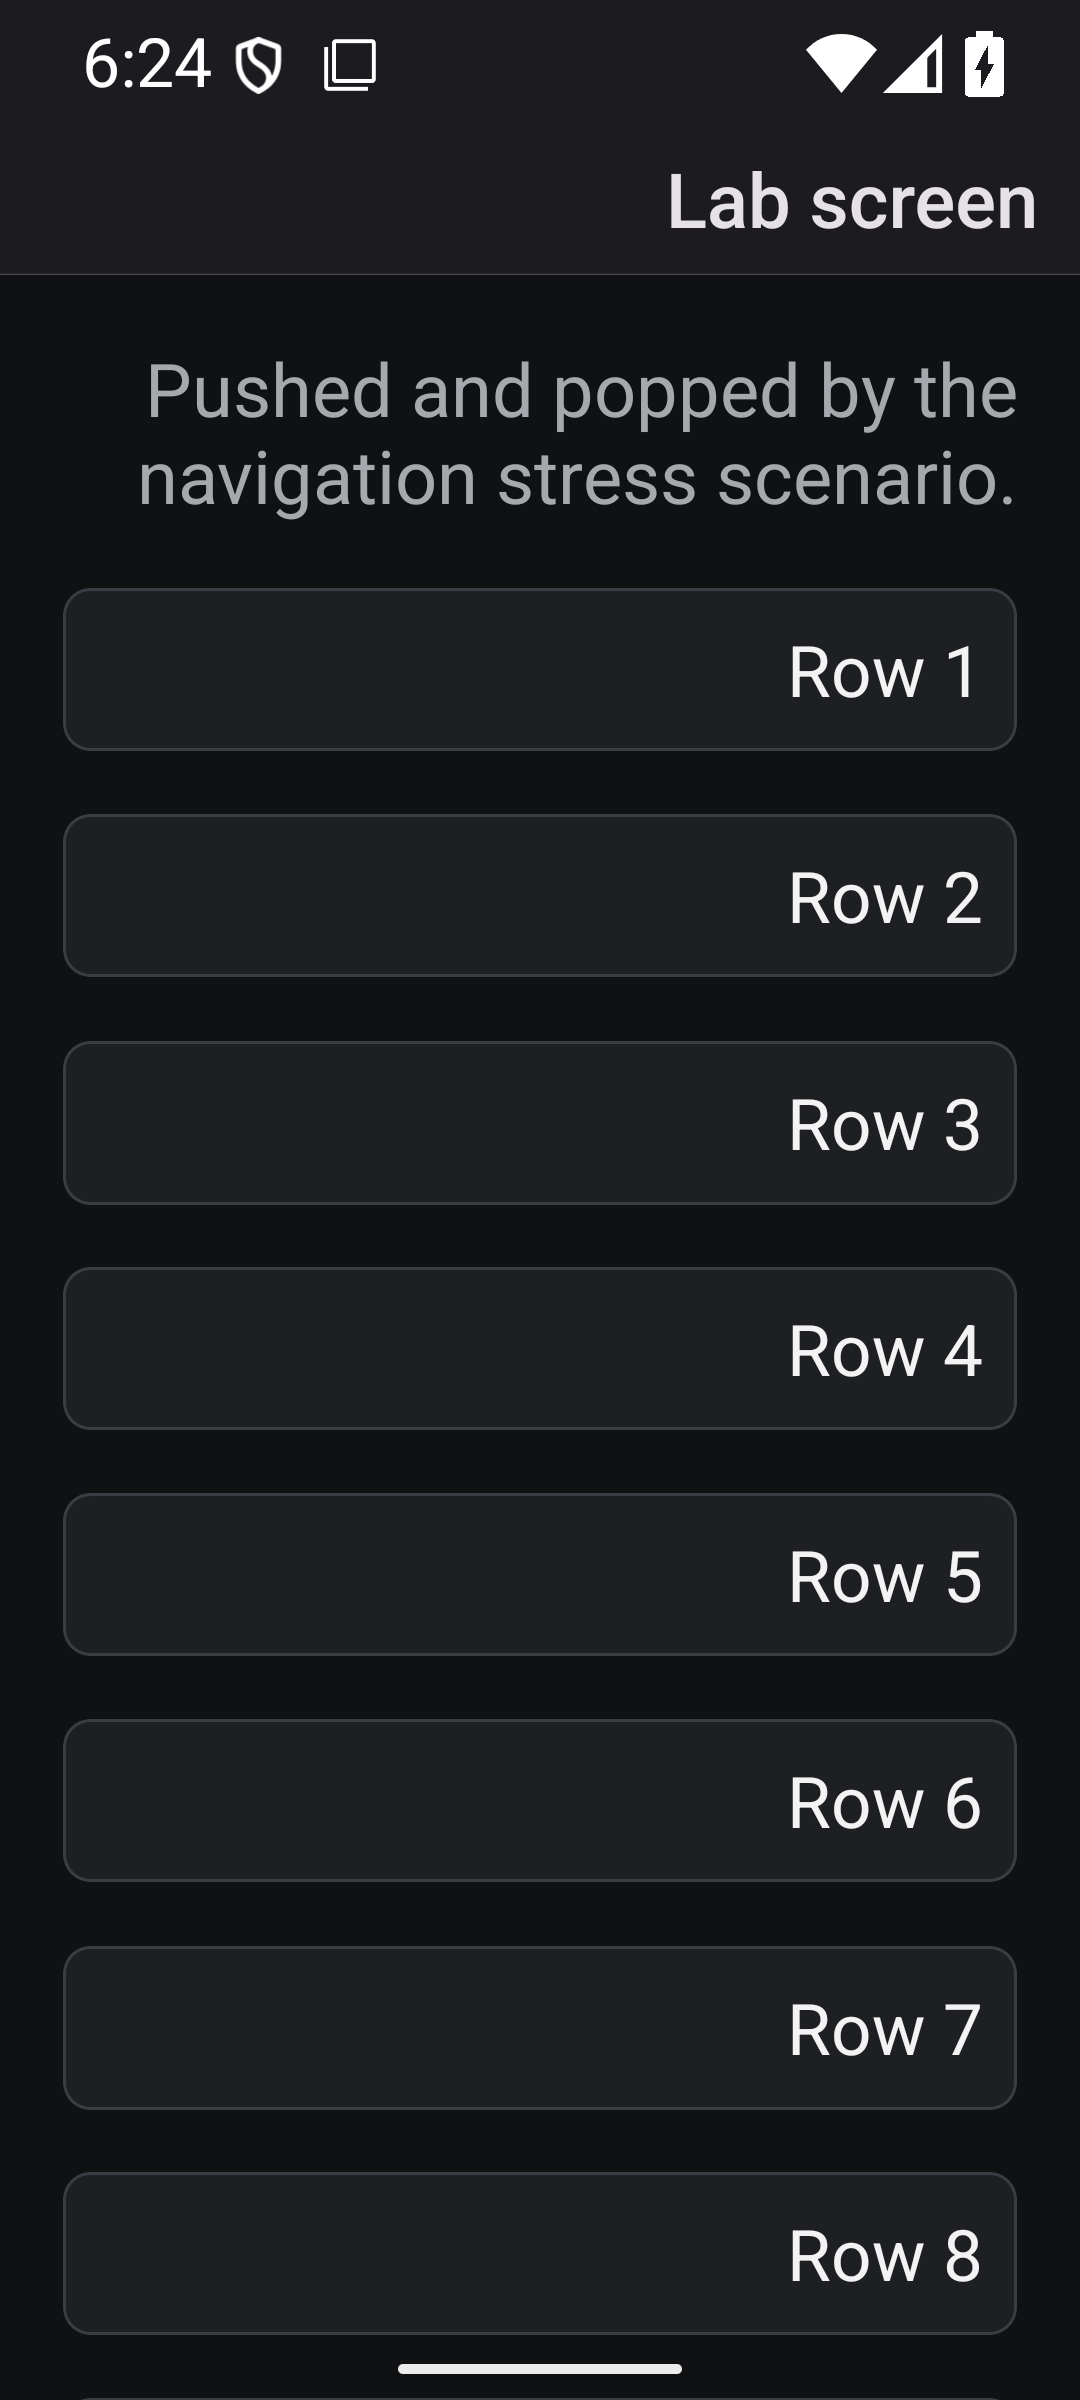 6:24
Lab screen
Pushed and popped by the
navigation stress scenario.
Row 1
Row 2
Row 3
Row 4
Row 5
Row 6
Row 7
Row 8